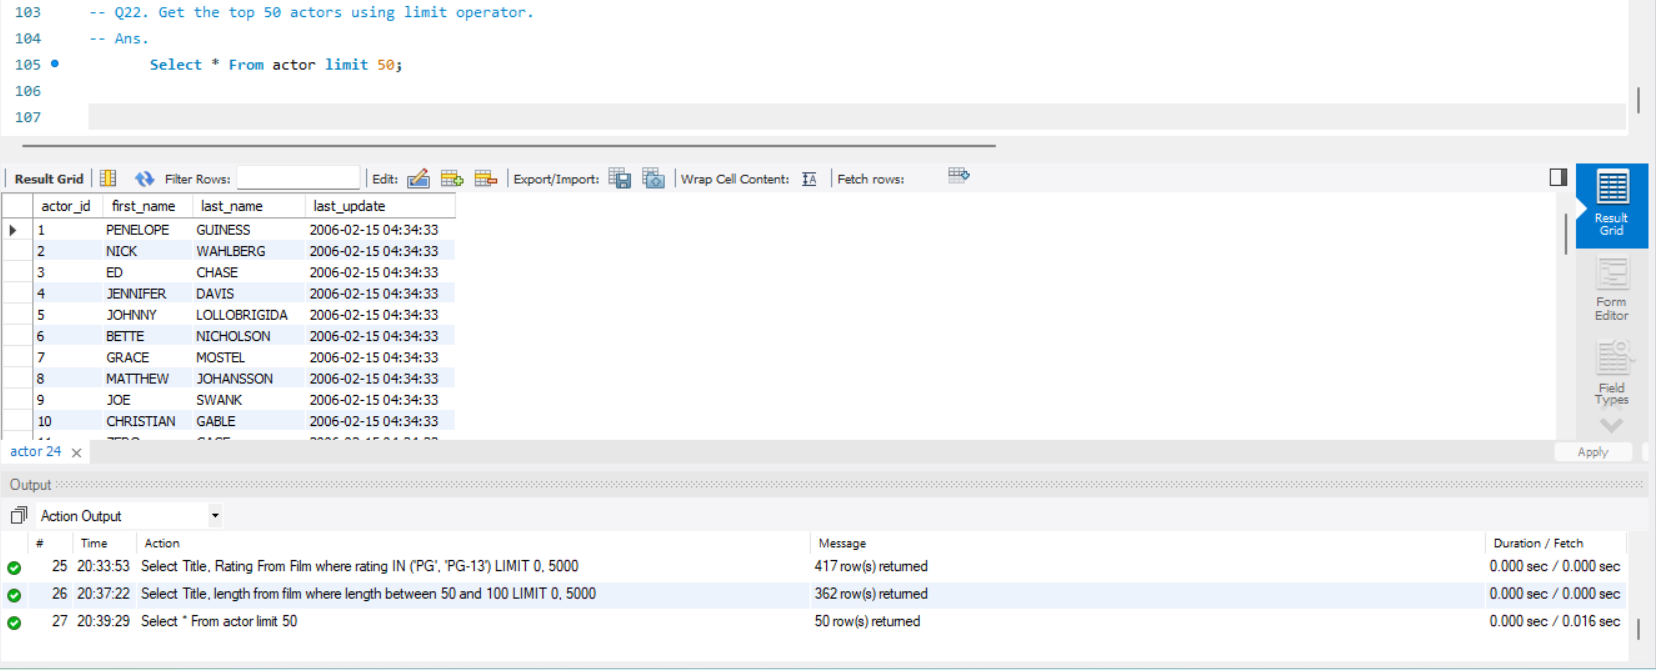 103 -- Q22. Get the top 50 actors using limit operator.
104 -- Ans.
105 Select * From actor limit 50;
106
107
Result Grid Filter Rows: Edit: Export/Import: Wrap Cell Content: Fetch rows:
Result Grid
Form Editor
Field Types
actor_id first_name last_name last_update
1 PENELOPE GUINESS 2006-02-15 04:34:33
2 NICK WAHLBERG 2006-02-15 04:34:33
3 ED CHASE 2006-02-15 04:34:33
4 JENNIFER DAVIS 2006-02-15 04:34:33
5 JOHNNY LOLLOBRIGIDA 2006-02-15 04:34:33
6 BETTE NICHOLSON 2006-02-15 04:34:33
7 GRACE MOSTEL 2006-02-15 04:34:33
8 MATTHEW JOHANSSON 2006-02-15 04:34:33
9 JOE SWANK 2006-02-15 04:34:33
10 CHRISTIAN GABLE 2006-02-15 04:34:33
actor 24 Apply
Output
Action Output
# Time Action Message Duration / Fetch
25 20:33:53 Select Title, Rating From Film where rating IN ('PG', 'PG-13') LIMIT 0, 5000 417 row(s) returned 0.000 sec / 0.000 sec
26 20:37:22 Select Title, length from film where length between 50 and 100 LIMIT 0, 5000 362 row(s) returned 0.000 sec / 0.000 sec
27 20:39:29 Select * From actor limit 50 50 row(s) returned 0.000 sec / 0.016 sec